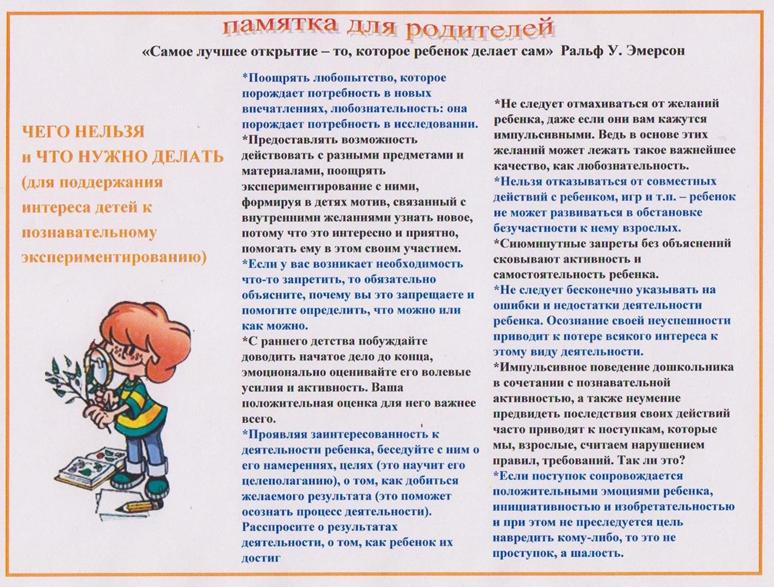 памятка для родителей
«Самое лучшее открытие – то, которое ребенок делает сам» Ральф У. Эмерсон
ЧЕГО НЕЛЬЗЯ
и ЧТО НУЖНО ДЕЛАТЬ
(для поддержания
интереса детей к
познавательному
экспериментированию)
*Поощрять любопытство, которое
порождает потребность в новых
впечатлениях, любознательность: она
порождает потребность в исследовании.
*Предоставлять возможность
действовать с разными предметами и
материалами, поощрять
экспериментирование с ними,
формируя в детях мотив, связанный с
внутренними желаниями узнать новое,
потому что это интересно и приятно,
помогать ему в этом своим участием.
*Если у вас возникает необходимость
что-то запретить, то обязательно
объясните, почему вы это запрещаете и
помогите определить, что можно или
как можно.
*С раннего детства побуждайте
доводить начатое дело до конца,
эмоционально оценивайте его волевые
усилия и активность. Ваша
положительная оценка для него важнее
всего.
*Проявляя заинтересованность к
деятельности ребенка, беседуйте с ним о
его намерениях, целях (это научит его
целеполаганию), о том, как добиться
желаемого результата (это поможет
осознать процесс деятельности).
Расспросите о результатах
деятельности, о том, как ребенок их
достиг
*Не следует отмахиваться от желаний
ребенка, даже если они вам кажутся
импульсивными. Ведь в основе этих
желаний может лежать такое важнейшее
качество, как любознательность.
*Нельзя отказываться от совместных
действий с ребенком, игр и т.п. – ребенок
не может развиваться в обстановке
безучастности к нему взрослых.
*Сиюминутные запреты без объяснений
сковывают активность и
самостоятельность ребенка.
*Не следует бесконечно указывать на
ошибки и недостатки деятельности
ребенка. Осознание своей неуспешности
приводит к потере всякого интереса к
этому виду деятельности.
*Импульсивное поведение дошкольника
в сочетании с познавательной
активностью, а также неумение
предвидеть последствия своих действий
часто приводят к поступкам, которые
мы, взрослые, считаем нарушением
правил, требований. Так ли это?
*Если поступок сопровождается
положительными эмоциями ребенка,
инициативностью и изобретательностью
и при этом не преследуется цель
навредить кому-либо, то это не
проступок, а шалость.